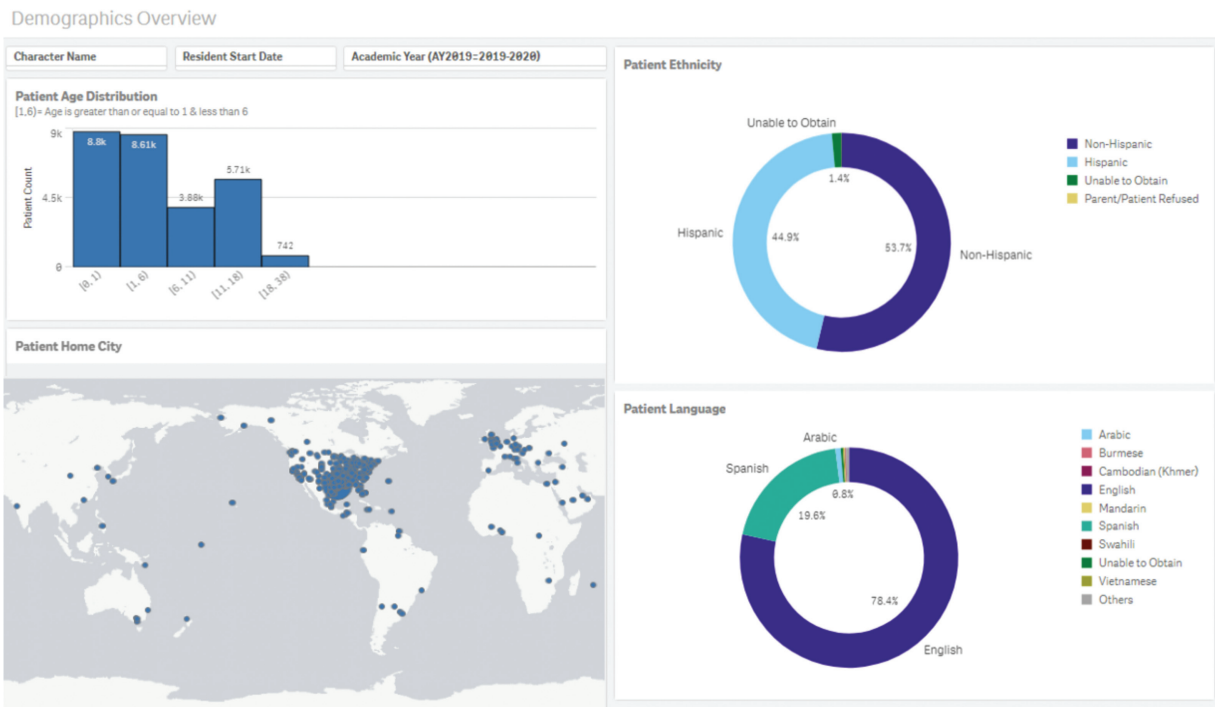 Demographics Overview
Character Name
Resident Start Date
Academic Year (AY2019=2019-2020)
Patient Age Distribution
[1,6)= Age is greater than or equal to 1 & less than 6
Patient Count
9k
4.5k
0
8.8k
8.61k
3.88k
5.71k
742
[0, 1)
[1, 6)
[6, 11)
[11, 18)
[18, 38)
Patient Home City
Patient Ethnicity
Unable to Obtain
1.4%
Hispanic
44.9%
53.7%
Non-Hispanic
Non-Hispanic
Hispanic
Unable to Obtain
Parent/Patient Refused
Patient Language
Arabic
Spanish
0.8%
19.6%
78.4%
English
Arabic
Burmese
Cambodian (Khmer)
English
Mandarin
Spanish
Swahili
Unable to Obtain
Vietnamese
Others